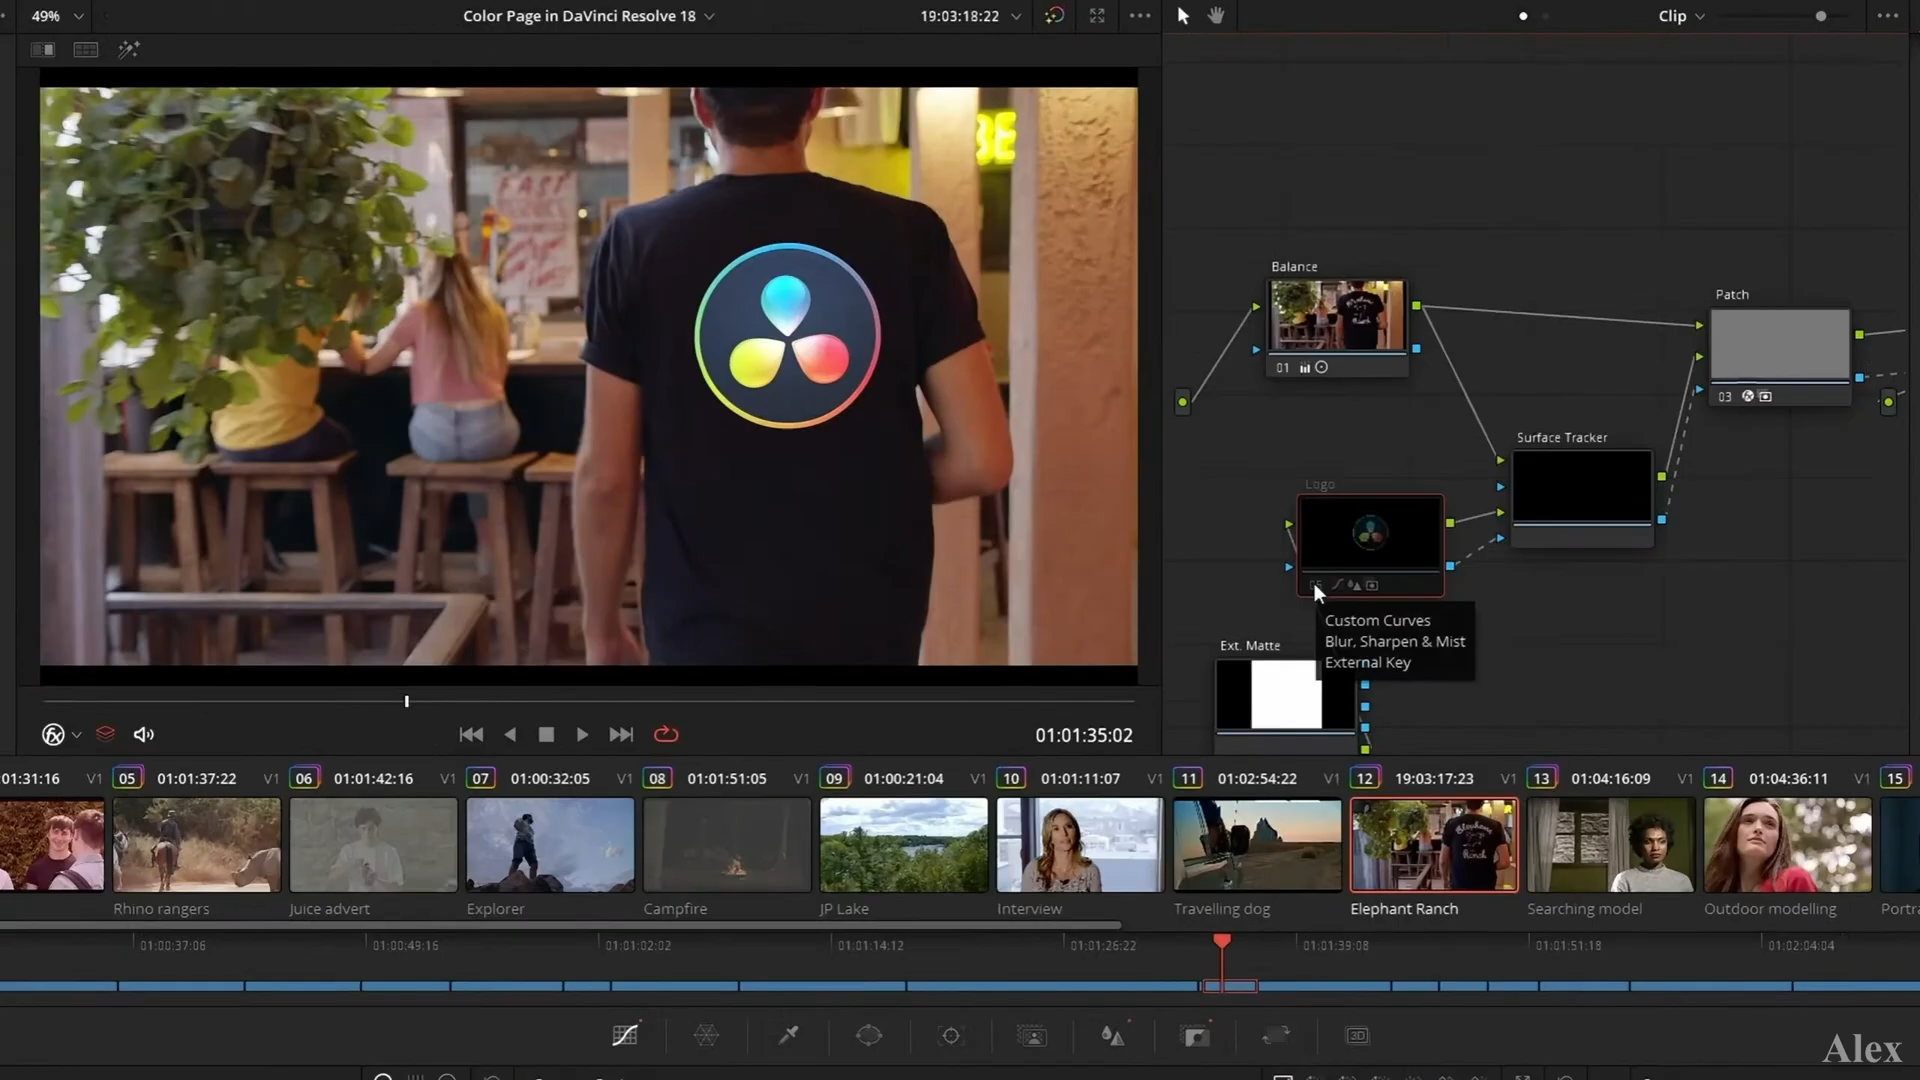 49%
Color Page in DaVinci Resolve 18
19:03:18:22
Clip
FAST
Balance
01
Patch
03
Surface Tracker
Logo
Custom Curves
Blur, Sharpen & Mist
External Key
Ext. Matte
01:01:35:02
01:31:16 V1
05 01:01:37:22 V1
06 01:01:42:16 V1
07 01:00:32:05 V1
08 01:01:51:05 V1
09 01:00:21:04 V1
10 01:01:11:07 V1
11 01:02:54:22 V1
12 19:03:17:23 V1
13 01:04:16:09 V1
14 01:04:36:11 V1
15
Rhino rangers
Juice advert
Explorer
Campfire
JP Lake
Interview
Travelling dog
Elephant Ranch
Searching model
Outdoor modelling
Portra
01:00:37:06
01:00:49:16
01:01:02:02
01:01:14:12
01:01:26:22
01:01:39:08
01:01:51:18
01:02:04:04
3D
Alex